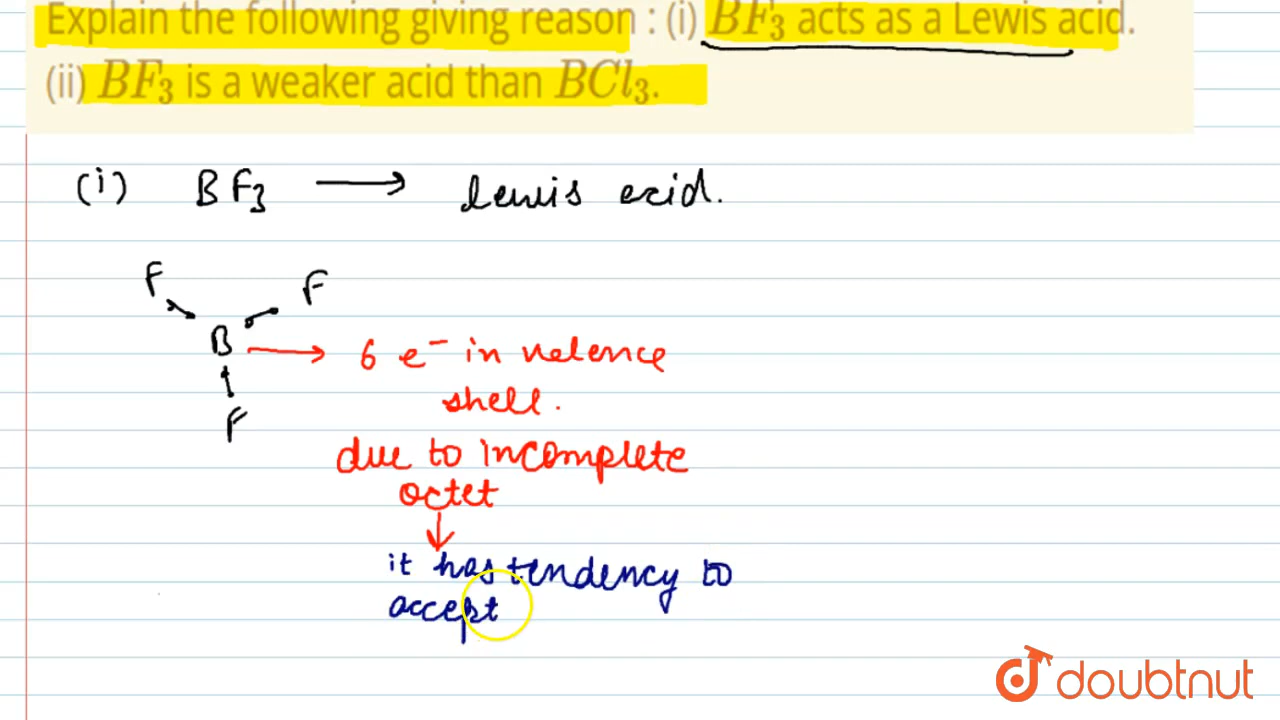 Explain the following giving reason : (i) BF₃ acts as a Lewis acid.
(ii) BF₃ is a weaker acid than BCl₃.
(i) BF₃ ⟶ Lewis acid.
F
F
B → 6 e⁻ in valence
shell.
F
due to incomplete
octet
↓
it has tendency to
accept
doubtnut